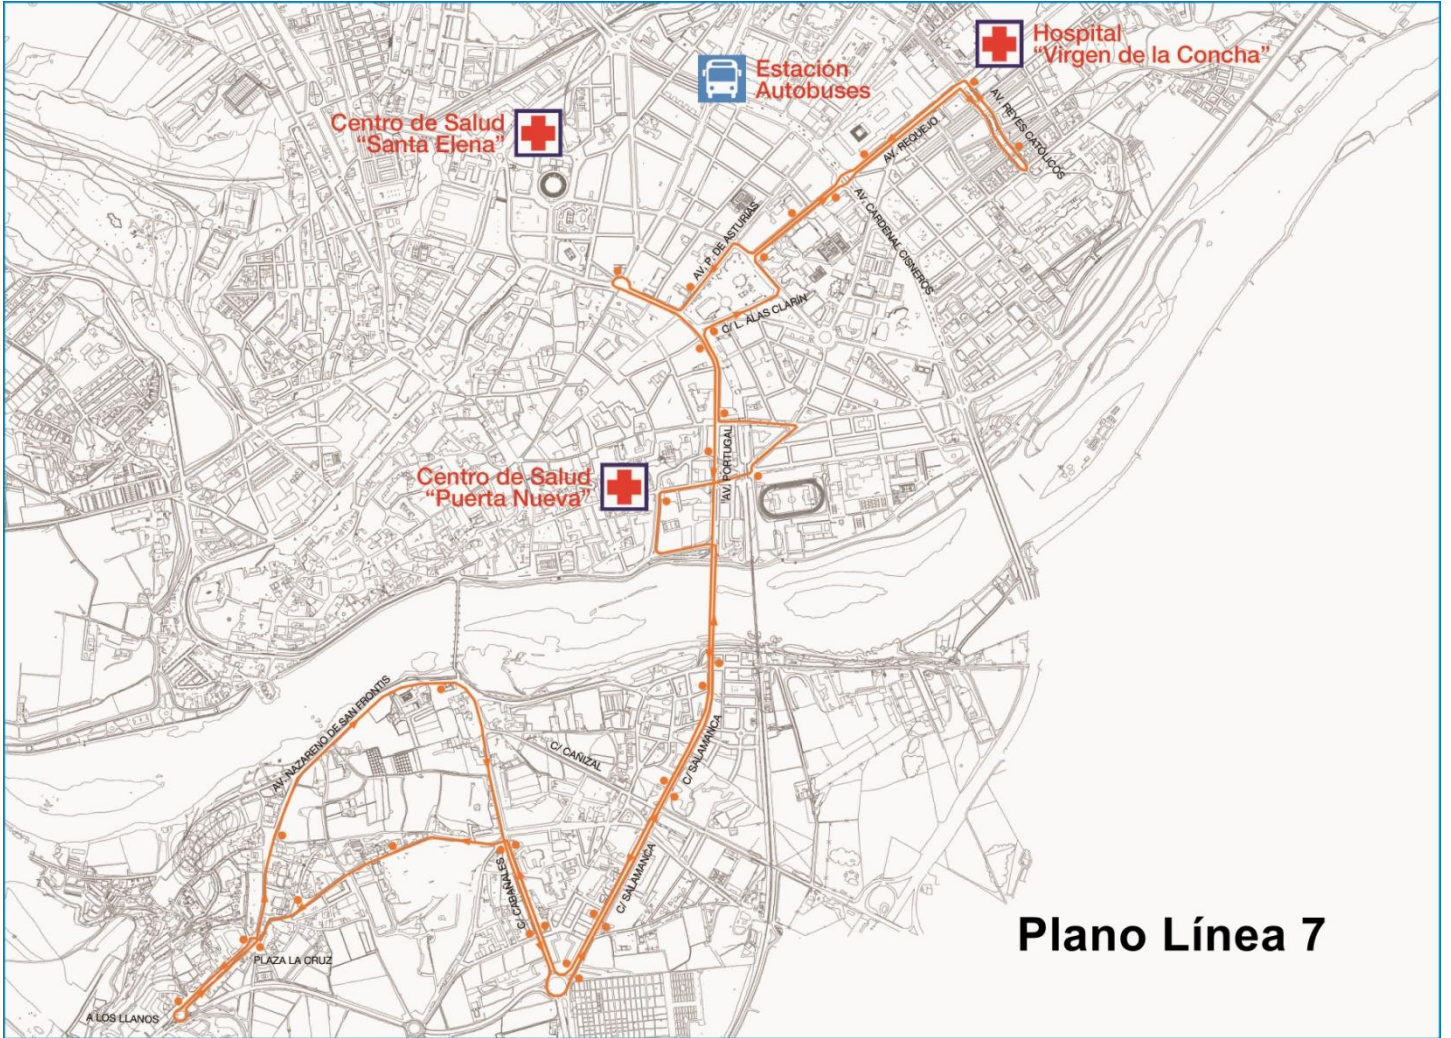 Hospital
“Virgen de la Concha”
Estación
Autobuses
Centro de Salud
“Santa Elena”
AV. REYES CATÓLICOS
AV. REQUEJO
AV. CARDENAL CISNEROS
AV. P. DE ASTURIAS
C/ L. ALAS CLARÍN
AV. PORTUGAL
Centro de Salud
“Puerta Nueva”
AV. NAZARENO DE SAN FRONTIS
C/ CAÑIZAL
C/ SALAMANCA
C/ SALAMANCA
C/ CABAÑALES
PLAZA LA CRUZ
A LOS LLANOS
Plano Línea 7